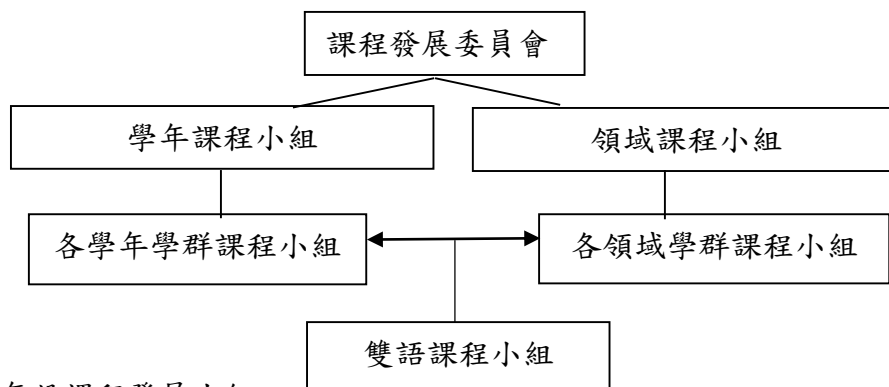 課程發展委員會
學年課程小組
領域課程小組
各學年學群課程小組
各領域學群課程小組
雙語課程小組